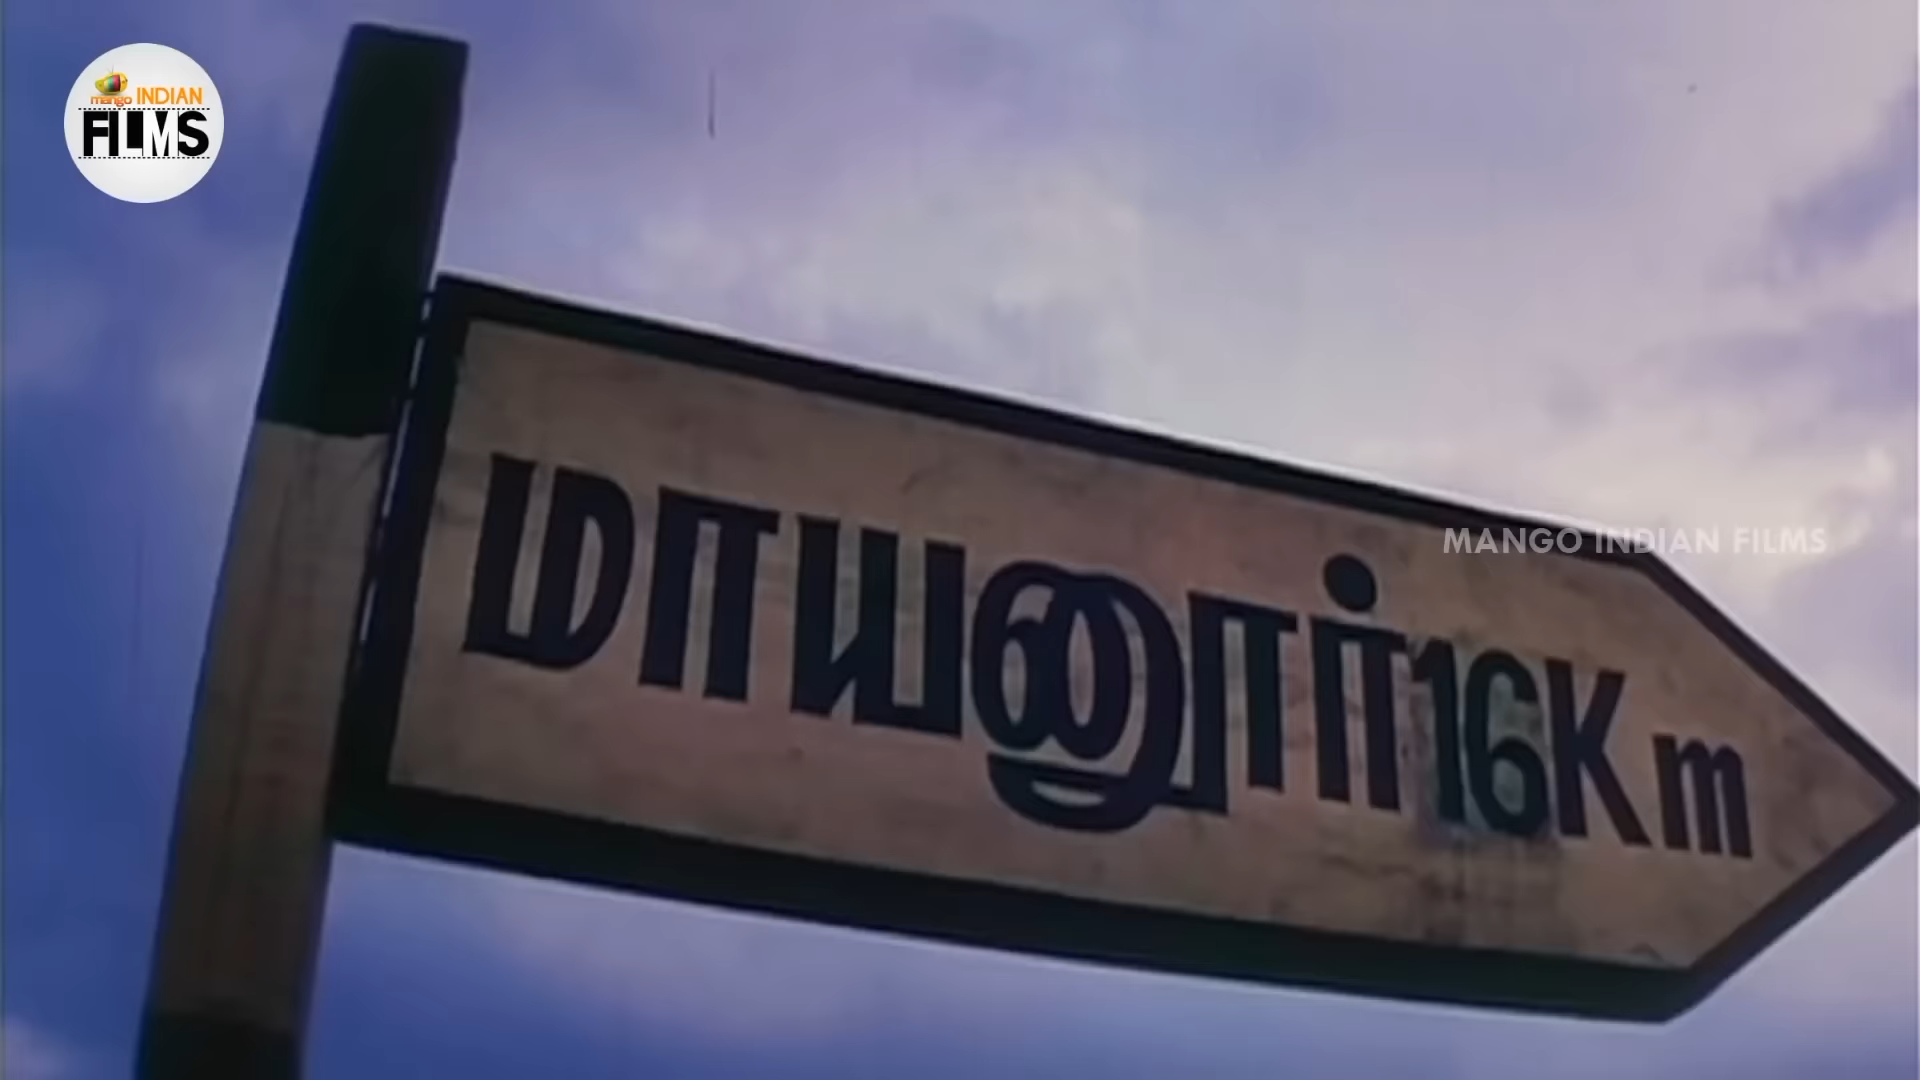 mango INDIAN
FILMS
மாயனூர் 16Km
MANGO INDIAN FILMS